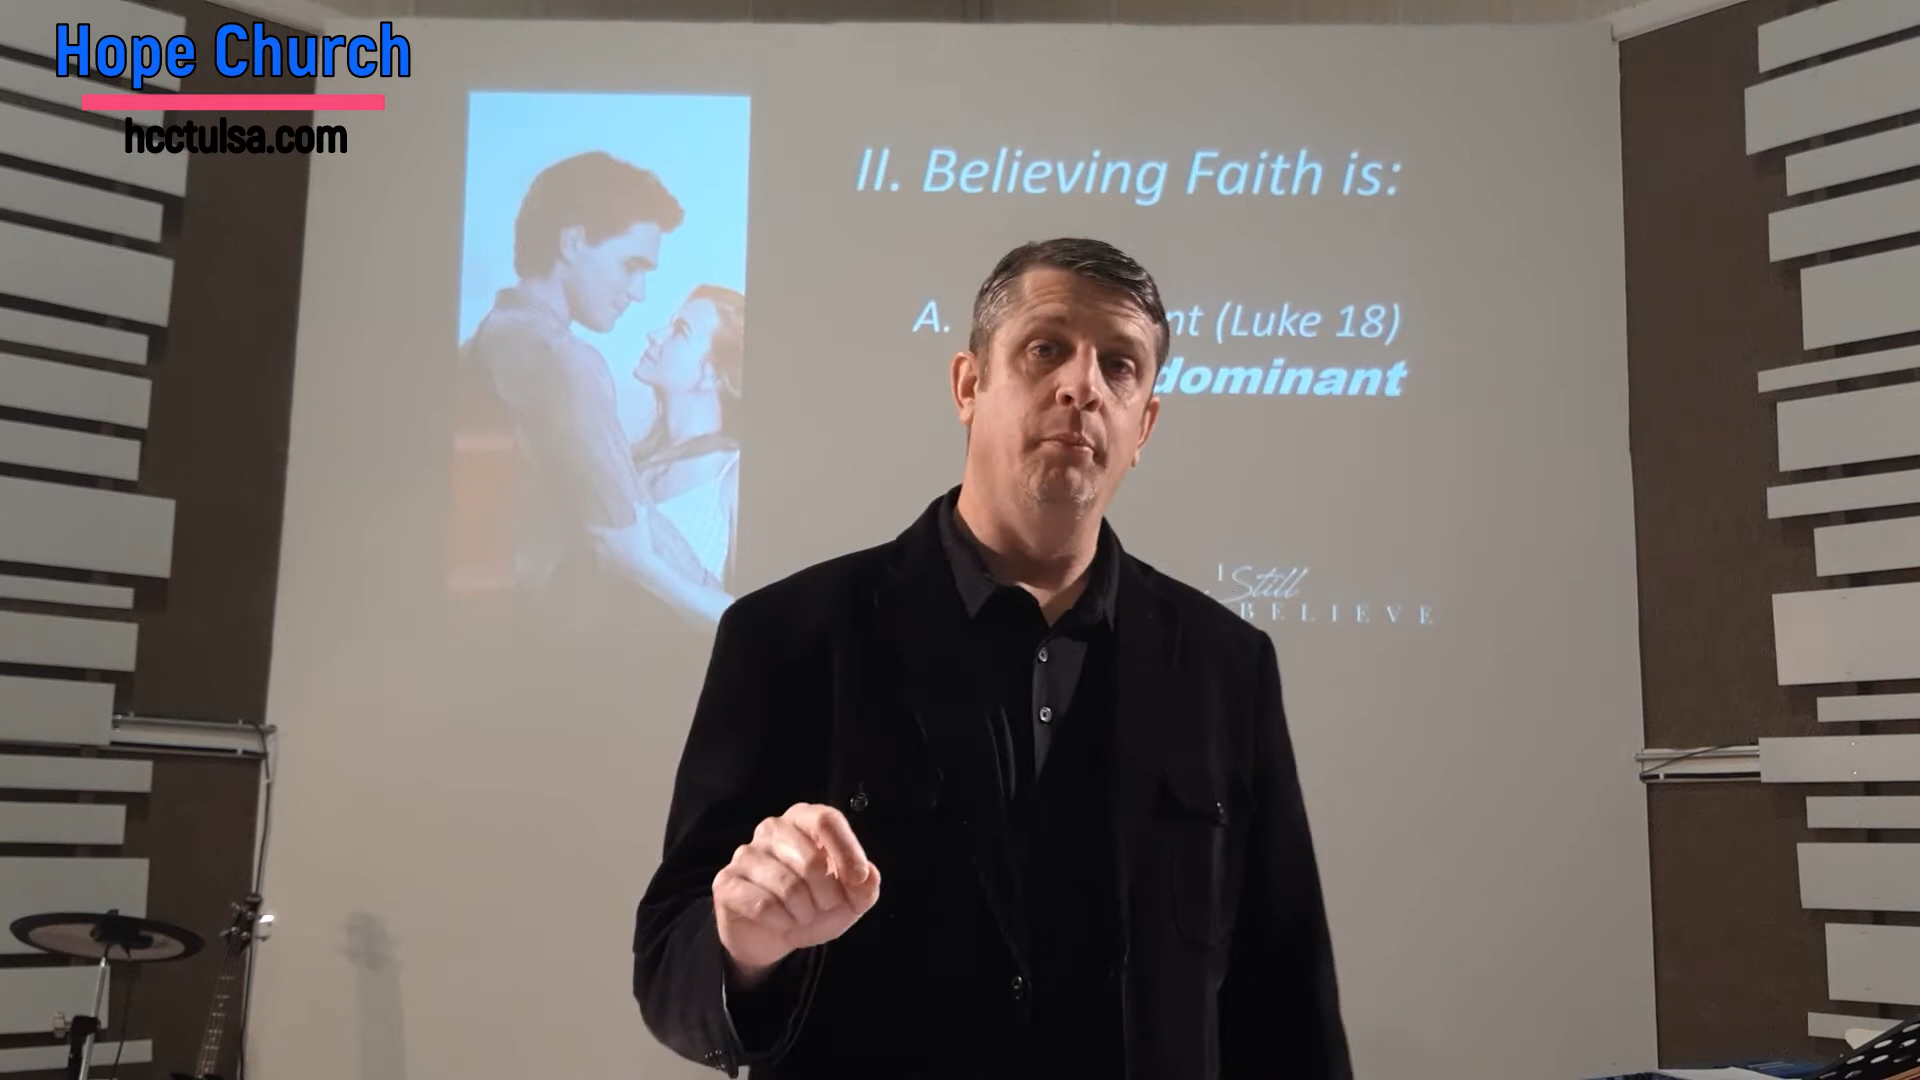 Hope Church
hcctulsa.com
II. Believing Faith is:
A. nt (Luke 18)
dominant
I Still
BELIEVE